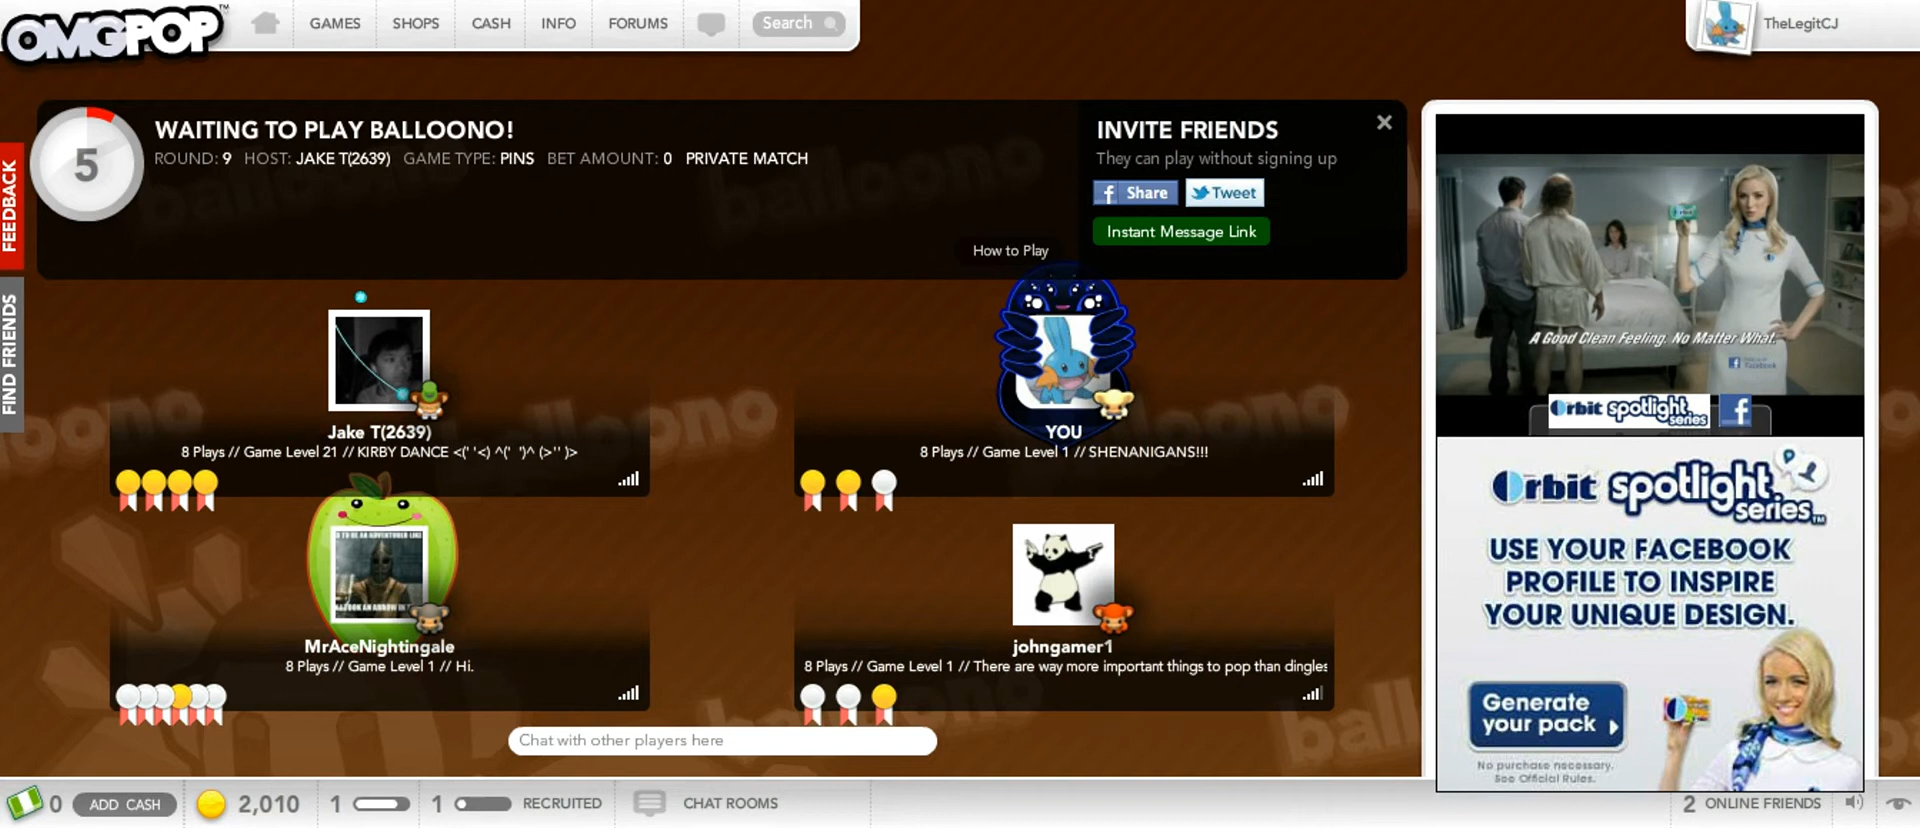 OMGPOP™
GAMES
SHOPS
CASH
INFO
FORUMS
Search
TheLegitCJ
FEEDBACK
FIND FRIENDS
5
WAITING TO PLAY BALLOONO!
ROUND: 9 HOST: JAKE T(2639) GAME TYPE: PINS BET AMOUNT: 0 PRIVATE MATCH
How to Play
INVITE FRIENDS
They can play without signing up
f Share
Tweet
Instant Message Link
Jake T(2639)
8 Plays // Game Level 21 // KIRBY DANCE <(' '<) ^(' ')^ (>'' )>
YOU
8 Plays // Game Level 1 // SHENANIGANS!!!
MrAceNightingale
8 Plays // Game Level 1 // Hi.
johngamer1
8 Plays // Game Level 1 // There are way more important things to pop than dingles
Chat with other players here
balloono
A Good Clean Feeling. No Matter What.
Orbit spotlight series
f
Orbit spotlight series™
USE YOUR FACEBOOK
PROFILE TO INSPIRE
YOUR UNIQUE DESIGN.
Generate
your pack
No purchase necessary.
See Official Rules.
0
ADD CASH
2,010
1
1
RECRUITED
CHAT ROOMS
2 ONLINE FRIENDS